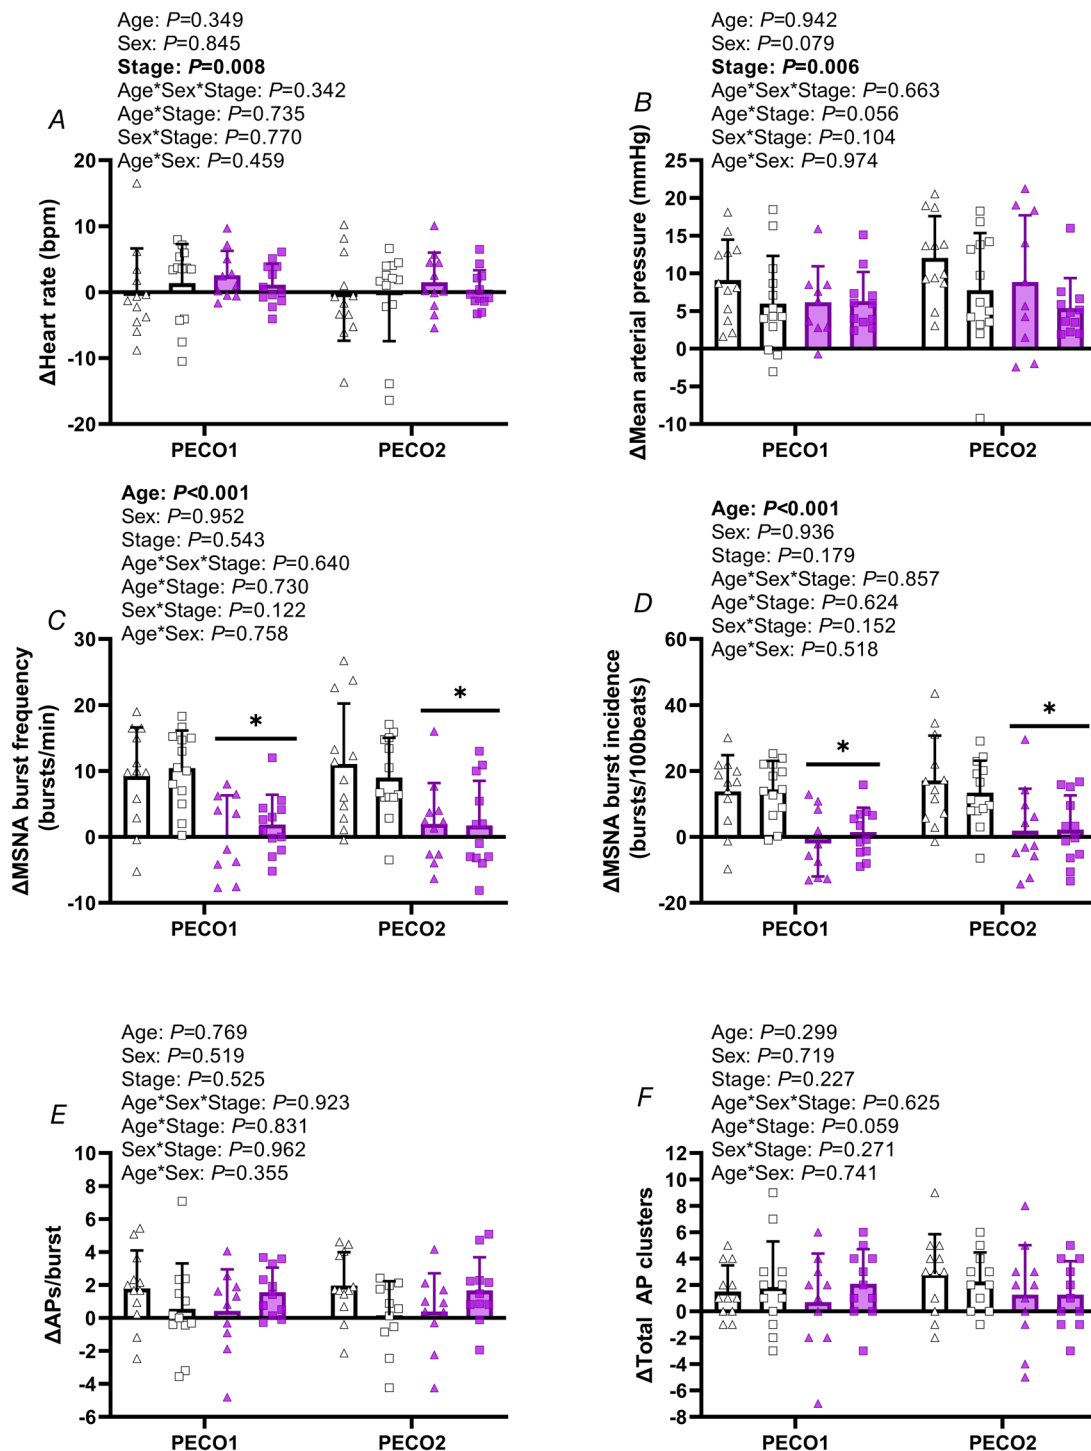 Age: P=0.349
Sex: P=0.845
Stage: P=0.008
Age*Sex*Stage: P=0.342
Age*Stage: P=0.735
Sex*Stage: P=0.770
Age*Sex: P=0.459
A
ΔHeart rate (bpm)
20
10
0
-10
-20
PECO1
PECO2
Age: P=0.942
Sex: P=0.079
Stage: P=0.006
Age*Sex*Stage: P=0.663
Age*Stage: P=0.056
Sex*Stage: P=0.104
Age*Sex: P=0.974
B
ΔMean arterial pressure (mmHg)
25
20
15
10
5
0
-5
-10
PECO1
PECO2
Age: P<0.001
Sex: P=0.952
Stage: P=0.543
Age*Sex*Stage: P=0.640
Age*Stage: P=0.730
Sex*Stage: P=0.122
Age*Sex: P=0.758
C
ΔMSNA burst frequency
(bursts/min)
30
20
10
0
-10
*
*
PECO1
PECO2
Age: P<0.001
Sex: P=0.936
Stage: P=0.179
Age*Sex*Stage: P=0.857
Age*Stage: P=0.624
Sex*Stage: P=0.152
Age*Sex: P=0.518
D
ΔMSNA burst incidence
(bursts/100beats)
60
40
20
0
-20
*
*
PECO1
PECO2
Age: P=0.769
Sex: P=0.519
Stage: P=0.525
Age*Sex*Stage: P=0.923
Age*Stage: P=0.831
Sex*Stage: P=0.962
Age*Sex: P=0.355
E
ΔAPs/burst
10
8
6
4
2
0
-2
-4
-6
PECO1
PECO2
Age: P=0.299
Sex: P=0.719
Stage: P=0.227
Age*Sex*Stage: P=0.625
Age*Stage: P=0.059
Sex*Stage: P=0.271
Age*Sex: P=0.741
F
ΔTotal AP clusters
12
10
8
6
4
2
0
-2
-4
-6
-8
PECO1
PECO2